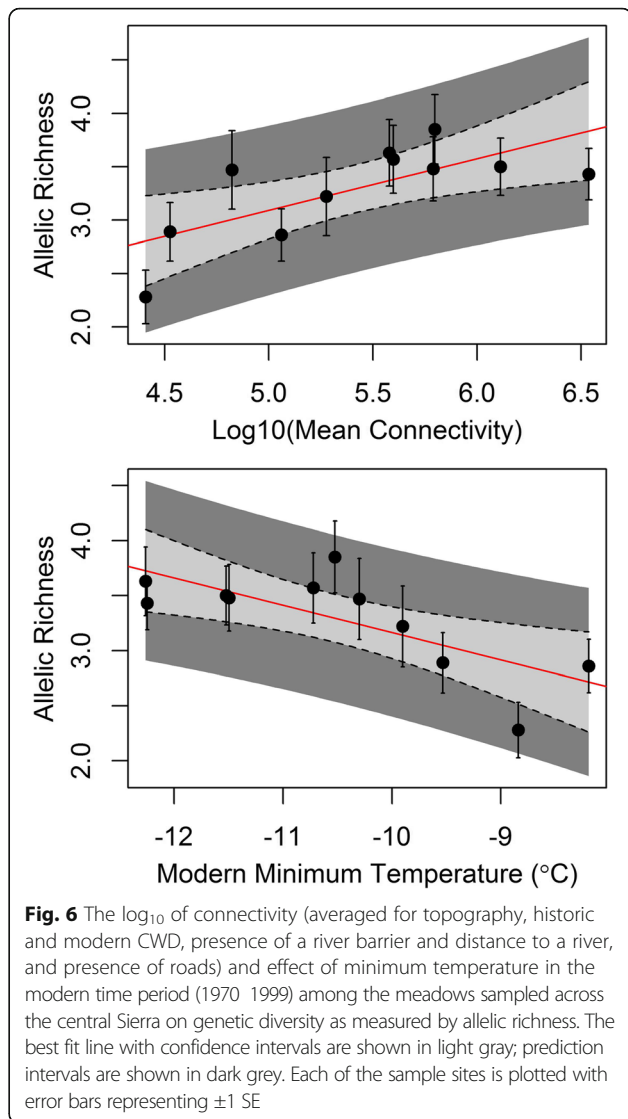 Allelic Richness
4.0
3.0
2.0
4.5 5.0 5.5 6.0 6.5
Log10(Mean Connectivity)
Allelic Richness
4.0
3.0
2.0
-12 -11 -10 -9
Modern Minimum Temperature (°C)
Fig. 6 The log₁₀ of connectivity (averaged for topography, historic
and modern CWD, presence of a river barrier and distance to a river,
and presence of roads) and effect of minimum temperature in the
modern time period (1970 1999) among the meadows sampled across
the central Sierra on genetic diversity as measured by allelic richness. The
best fit line with confidence intervals are shown in light gray; prediction
intervals are shown in dark grey. Each of the sample sites is plotted with
error bars representing ±1 SE